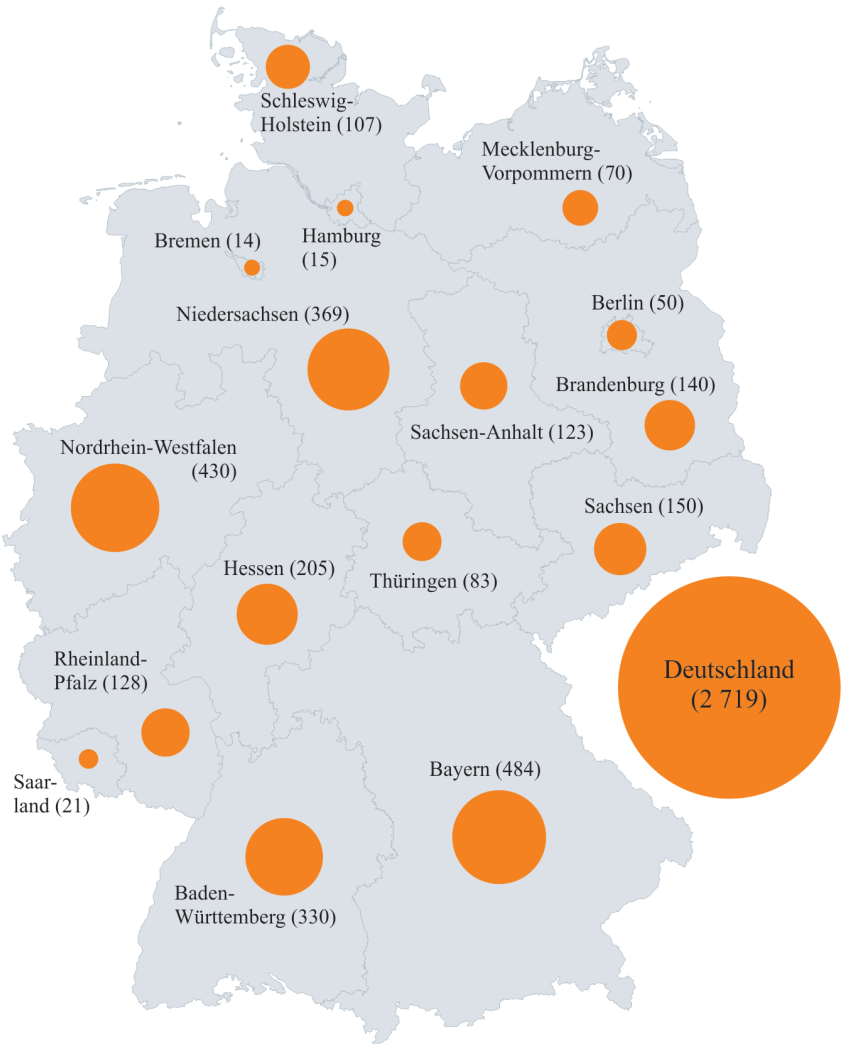 Schleswig-
Holstein (107)
Mecklenburg-
Vorpommern (70)
Bremen (14)
Hamburg
(15)
Niedersachsen (369)
Berlin (50)
Brandenburg (140)
Sachsen-Anhalt (123)
Nordrhein-Westfalen
(430)
Sachsen (150)
Hessen (205)
Thüringen (83)
Rheinland-
Pfalz (128)
Deutschland
(2 719)
Saar-
land (21)
Bayern (484)
Baden-
Württemberg (330)